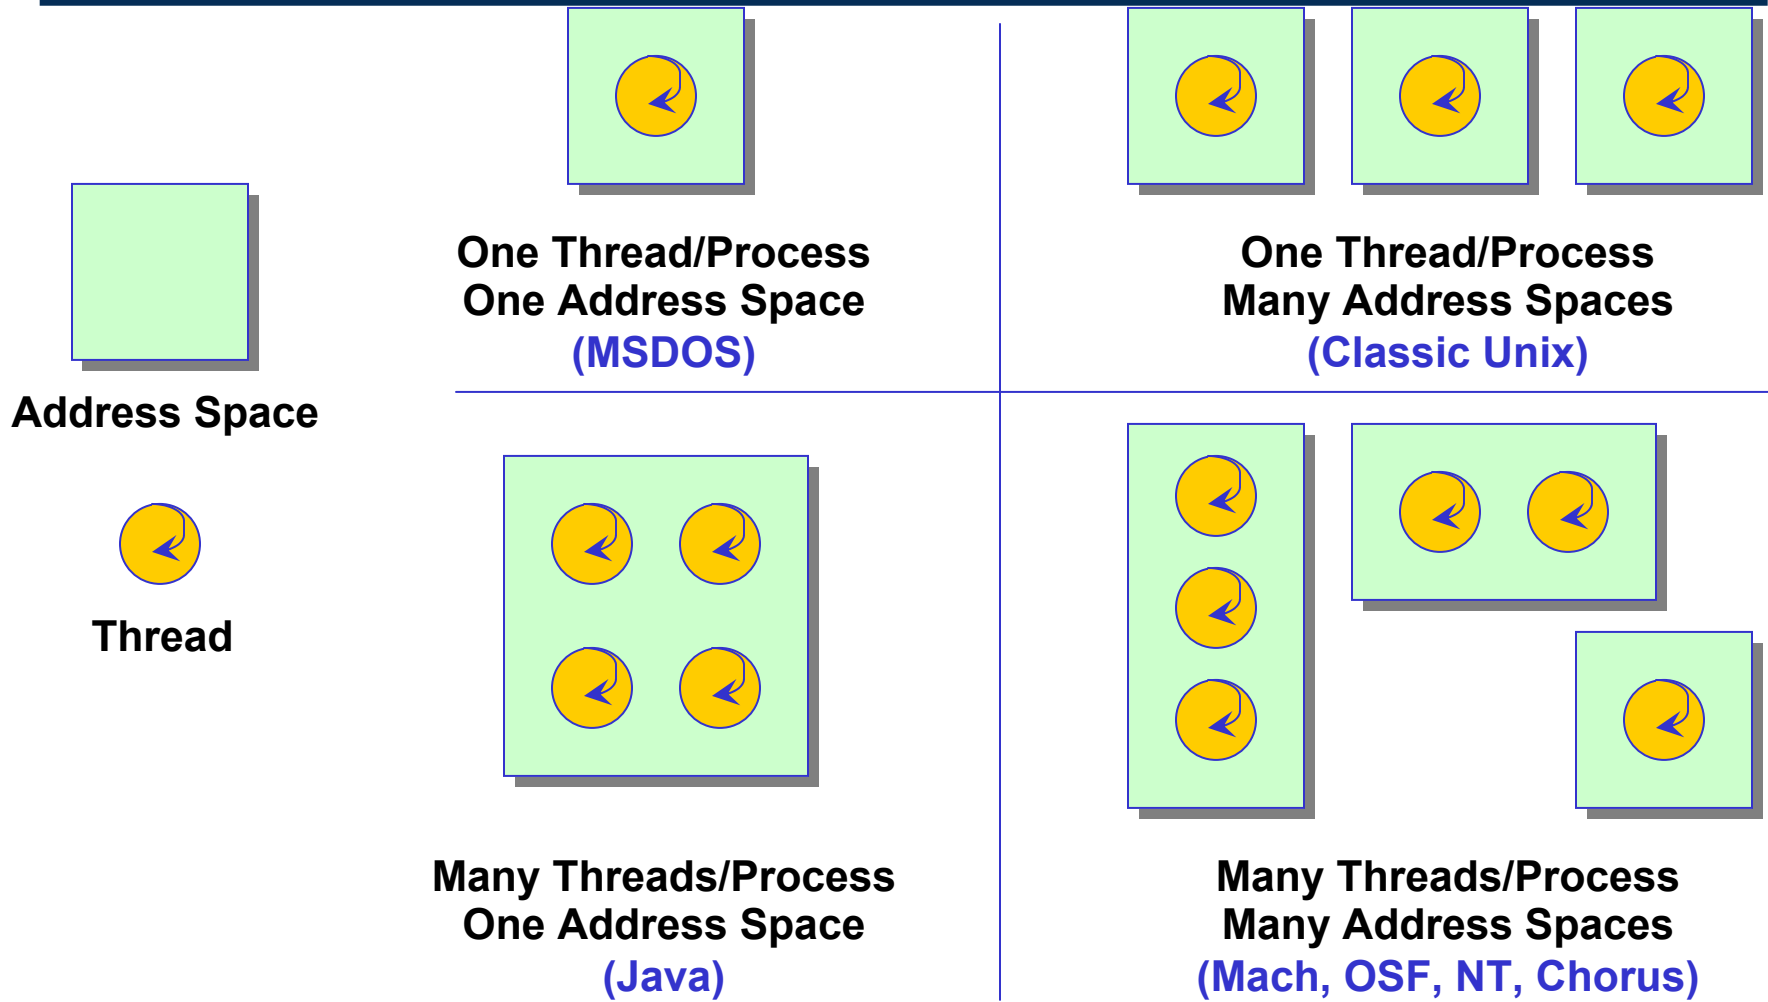 Address Space
Thread
One Thread/Process
One Address Space
(MSDOS)
One Thread/Process
Many Address Spaces
(Classic Unix)
Many Threads/Process
One Address Space
(Java)
Many Threads/Process
Many Address Spaces
(Mach, OSF, NT, Chorus)